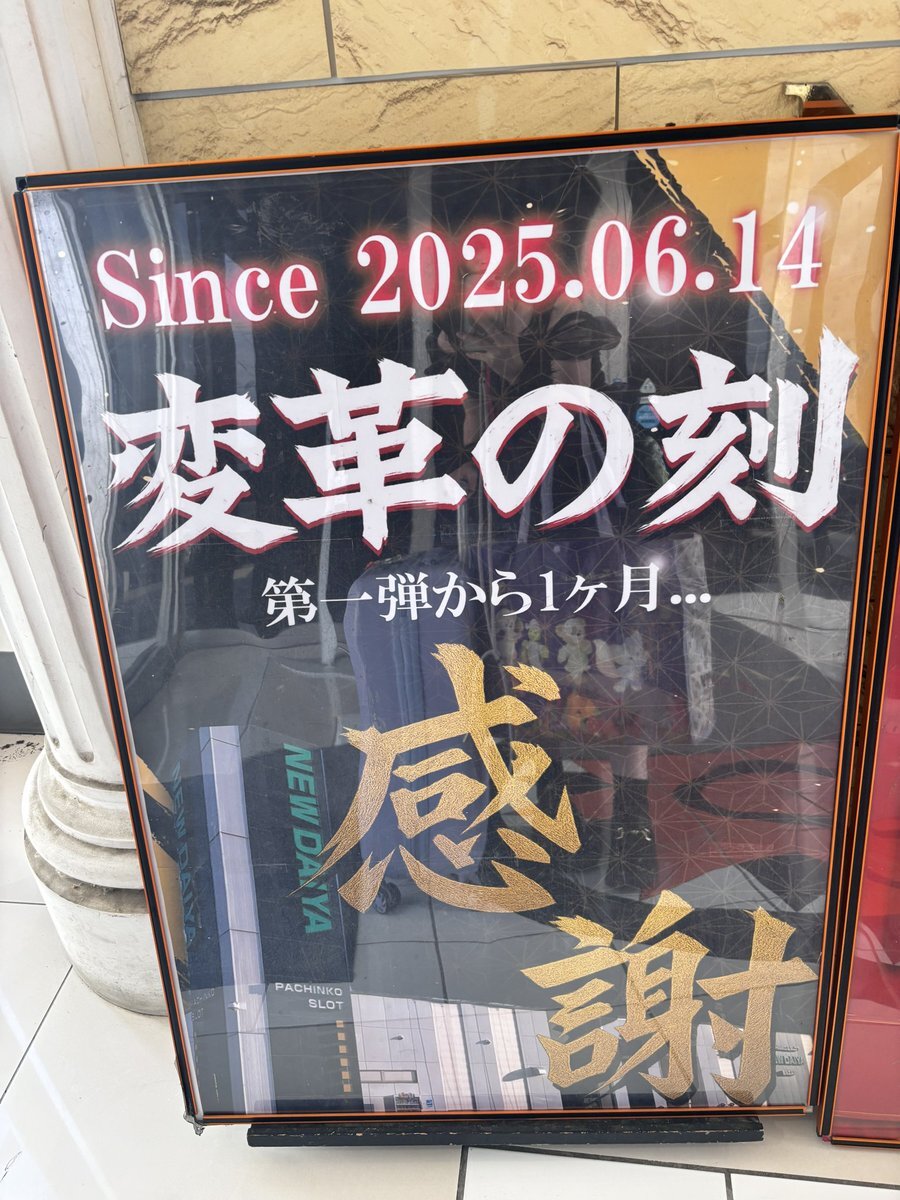 Since 2025.06.14
変革の刻
第一弾から1ヶ月...
感
謝
NEW DAIYA
PACHINKO
SLOT